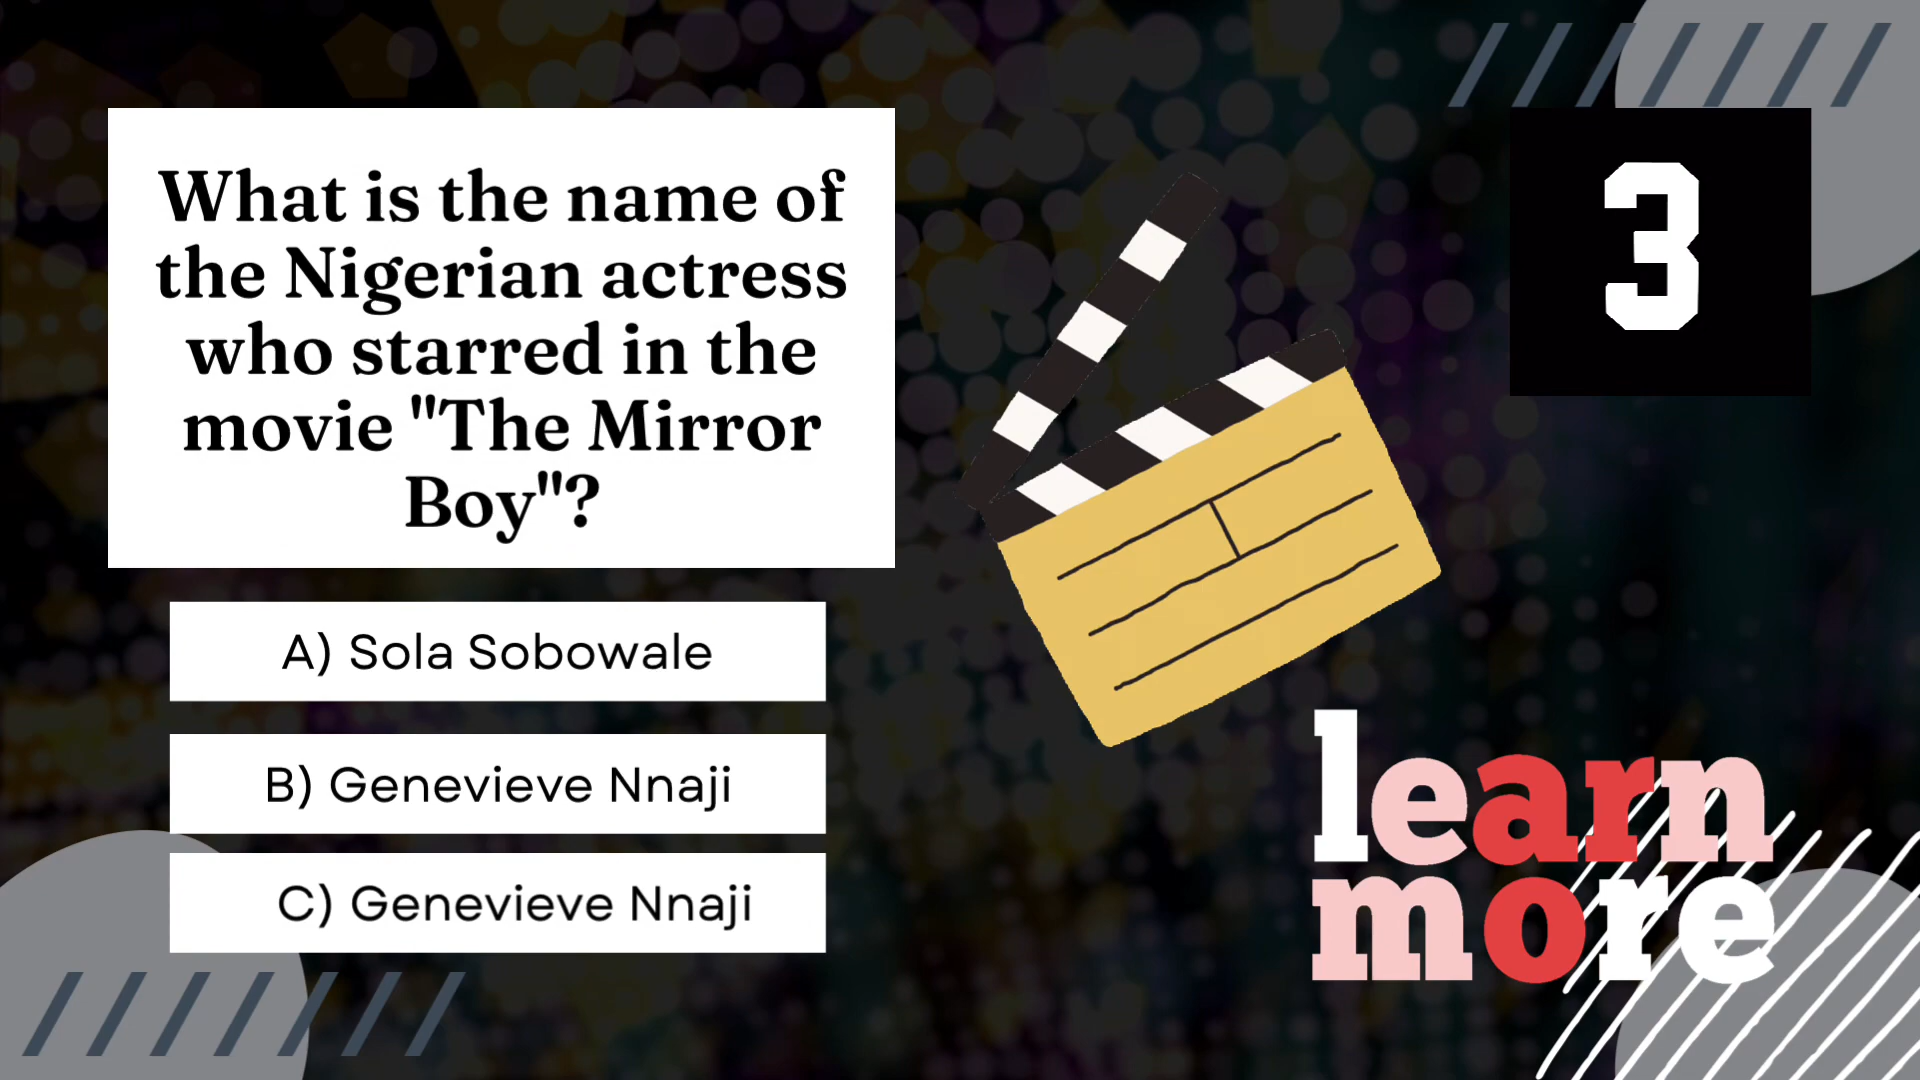 What is the name of
the Nigerian actress
who starred in the
movie "The Mirror
Boy"?
3
A) Sola Sobowale
B) Genevieve Nnaji
C) Genevieve Nnaji
learn
more